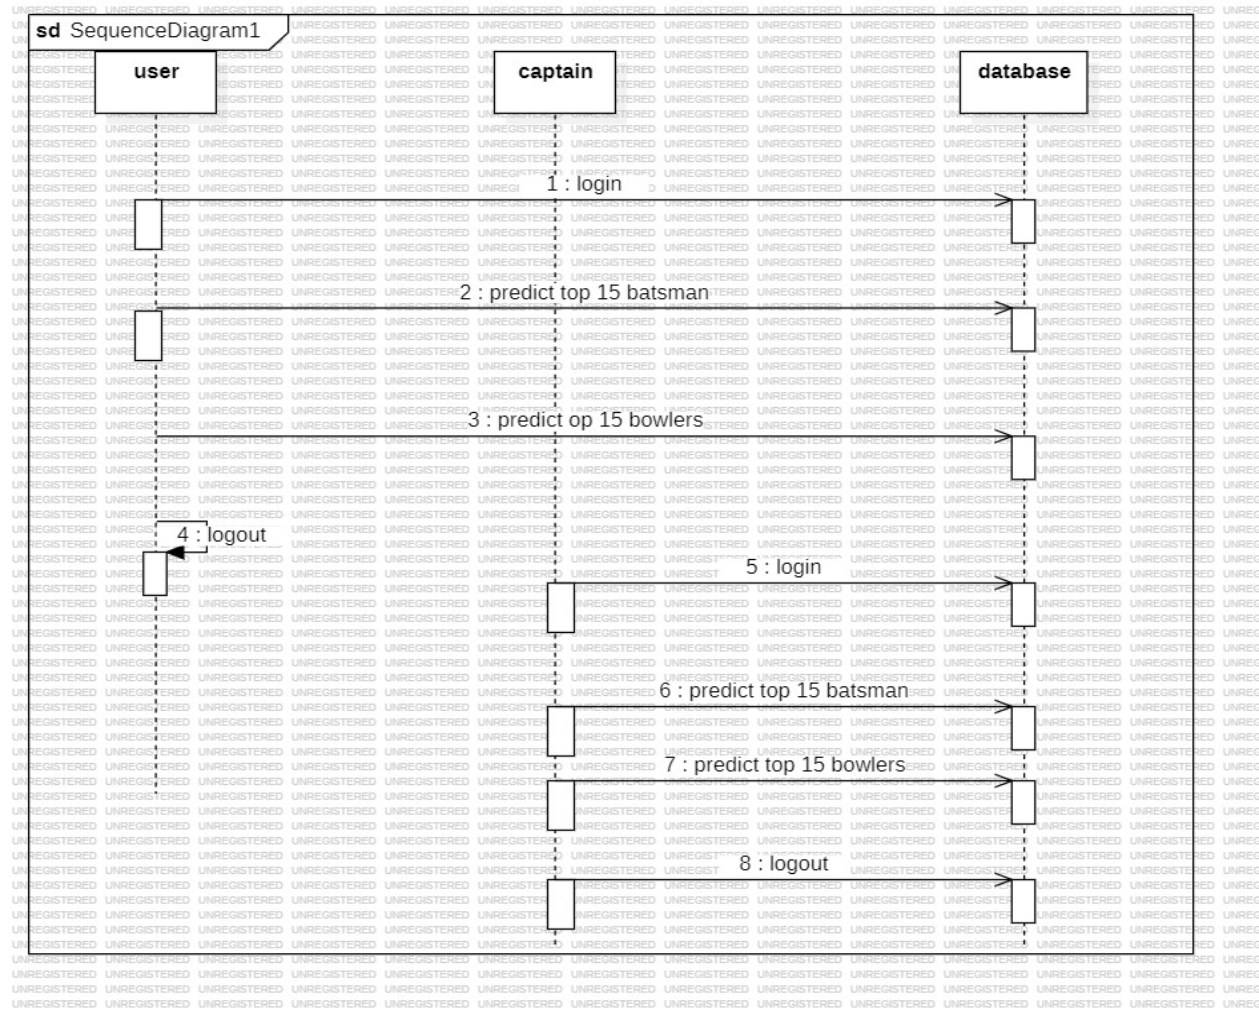 sd SequenceDiagram1
user
captain
database
1 : login
2 : predict top 15 batsman
3 : predict op 15 bowlers
4 : logout
5 : login
6 : predict top 15 batsman
7 : predict top 15 bowlers
8 : logout
UNREGISTERED